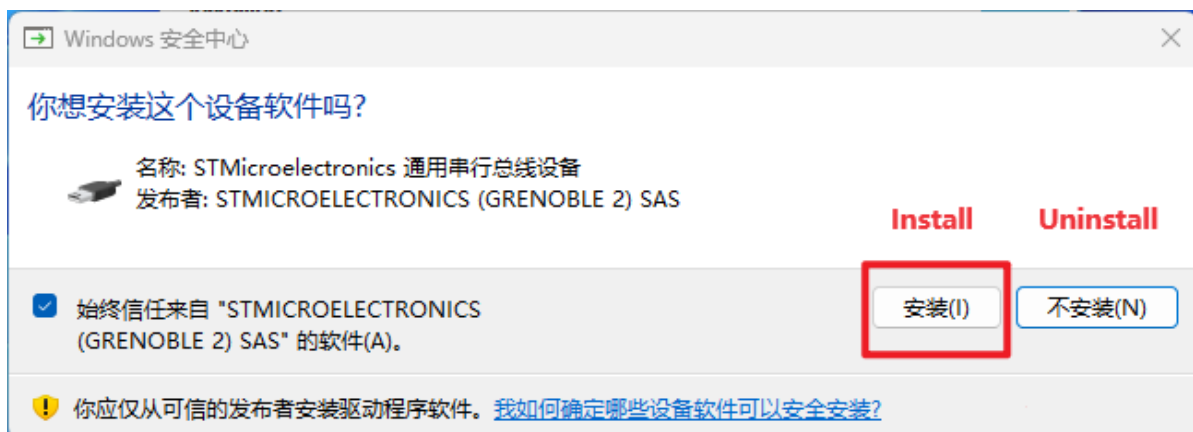 Windows 安全中心
你想安装这个设备软件吗?
名称: STMicroelectronics 通用串行总线设备
发布者: STMICROELECTRONICS (GRENOBLE 2) SAS
Install Uninstall
始终信任来自 "STMICROELECTRONICS
(GRENOBLE 2) SAS" 的软件(A)。
安装(I) 不安装(N)
你应仅从可信的发布者安装驱动程序软件。我如何确定哪些设备软件可以安全安装?